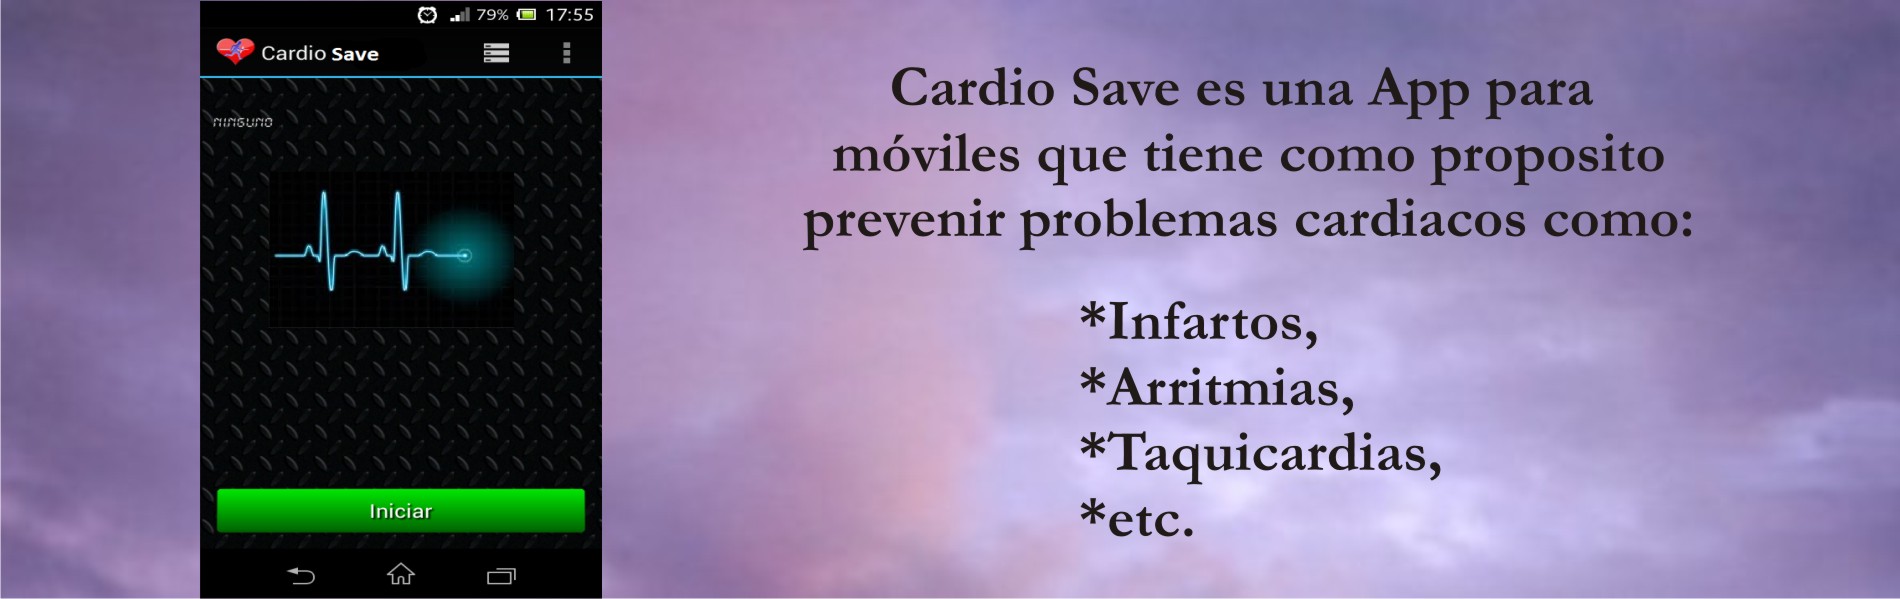 79% 17:55
Cardio Save
NINGUNO
Iniciar
Cardio Save es una App para
móviles que tiene como proposito
prevenir problemas cardiacos como:
*Infartos,
*Arritmias,
*Taquicardias,
*etc.